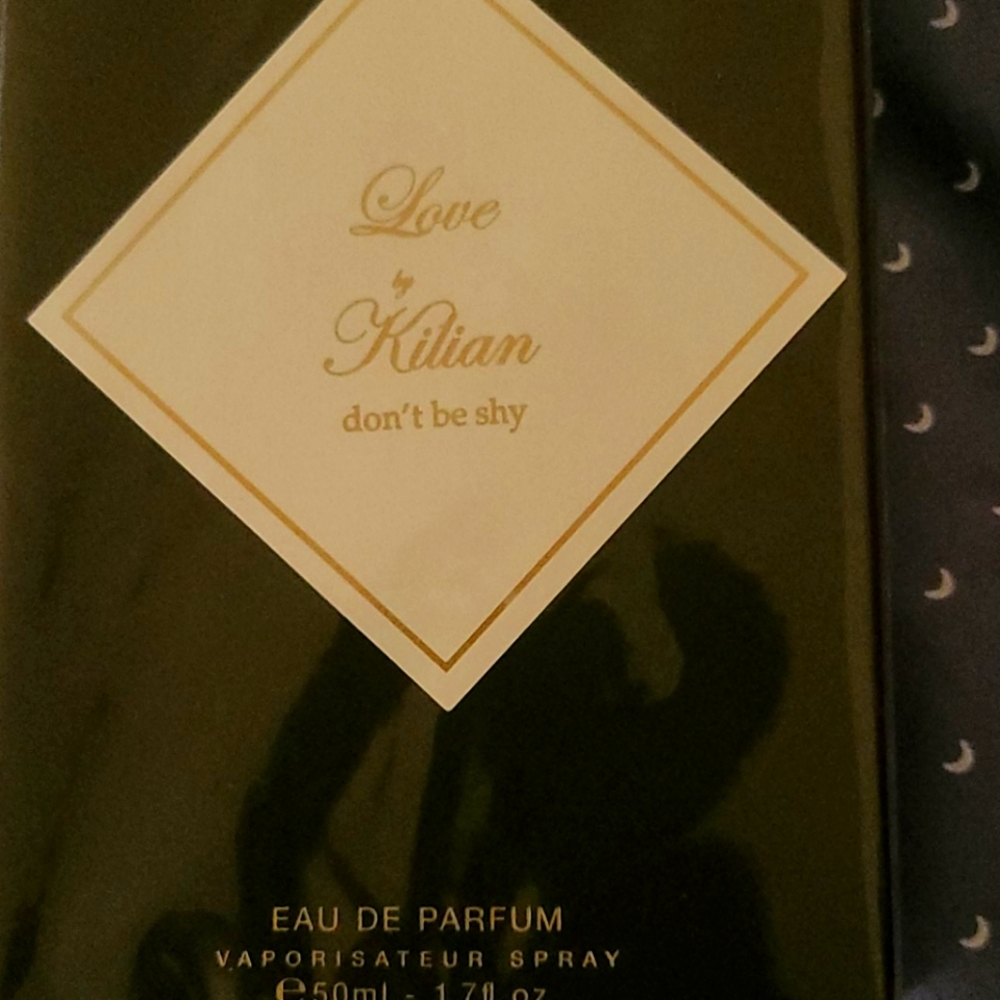 Love
by
Kilian
don't be shy
EAU DE PARFUM
VAPORISATEUR SPRAY
℮50ml - 1.7fl oz